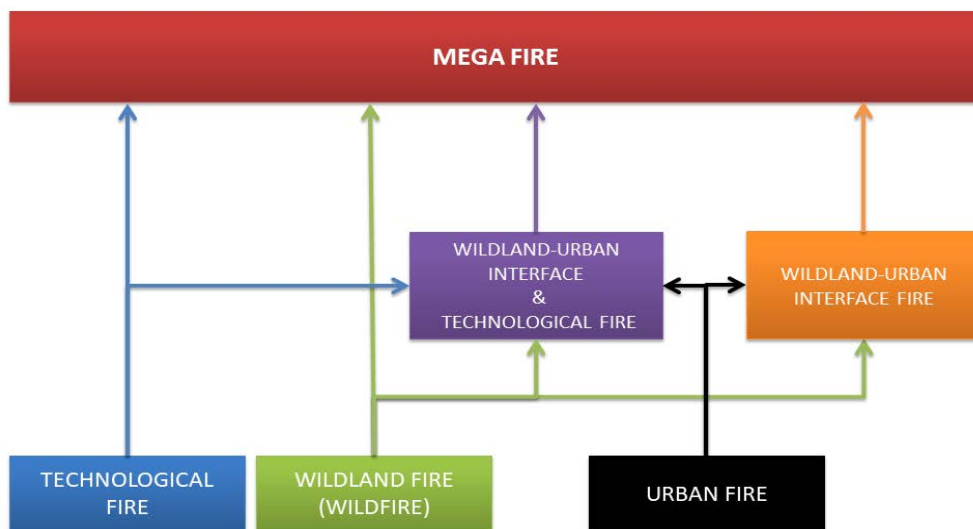 MEGA FIRE
WILDLAND-URBAN
INTERFACE
&
TECHNOLOGICAL FIRE
WILDLAND-URBAN
INTERFACE FIRE
TECHNOLOGICAL
FIRE
WILDLAND FIRE
(WILDFIRE)
URBAN FIRE